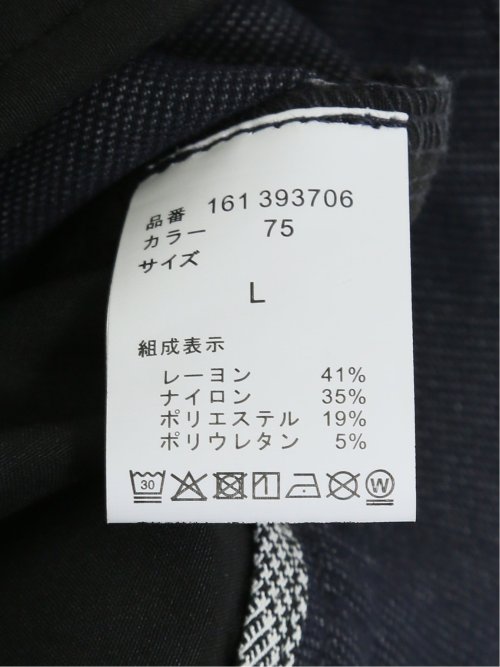 品番 161 393706
カラー 75
サイズ
L
組成表示
レーヨン 41%
ナイロン 35%
ポリエステル 19%
ポリウレタン 5%
30
W